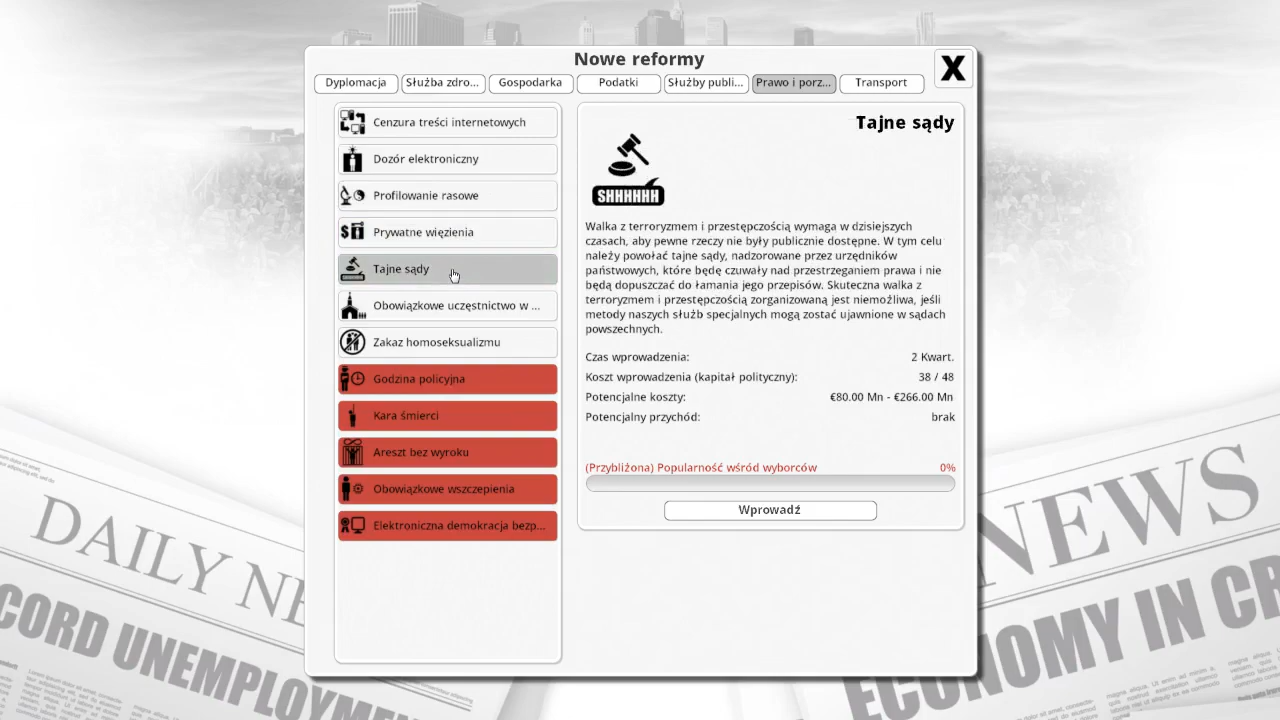 Nowe reformy
X
Dyplomacja
Służba zdro...
Gospodarka
Podatki
Służby publi...
Prawo i porz...
Transport
Cenzura treści internetowych
Dozór elektroniczny
Profilowanie rasowe
Prywatne więzienia
Tajne sądy
Obowiązkowe uczęstnictwo w ...
Zakaz homoseksualizmu
Godzina policyjna
Kara śmierci
Areszt bez wyroku
Obowiązkowe wszczepienia
Elektroniczna demokracja bezp...
Tajne sądy
SHHHHHH
Walka z terroryzmem i przestępczością wymaga w dzisiejszych
czasach, aby pewne rzeczy nie były publicznie dostępne. W tym celu
należy powołać tajne sądy, nadzorowane przez urzędników
państwowych, które będę czuwały nad przestrzeganiem prawa i nie
będą dopuszczać do łamania jego przepisów. Skuteczna walka z
terroryzmem i przestępczością zorganizowaną jest niemożliwa, jeśli
metody naszych służb specjalnych mogą zostać ujawnione w sądach
powszechnych.
Czas wprowadzenia: 2 Kwart.
Koszt wprowadzenia (kapitał polityczny): 38 / 48
Potencjalne koszty: €80.00 Mn - €266.00 Mn
Potencjalny przychód: brak
(Przybliżona) Popularność wśród wyborców 0%
Wprowadź
DAILY NE
CORD UNEMPLOYM
NEWS
ECONOMY IN CR